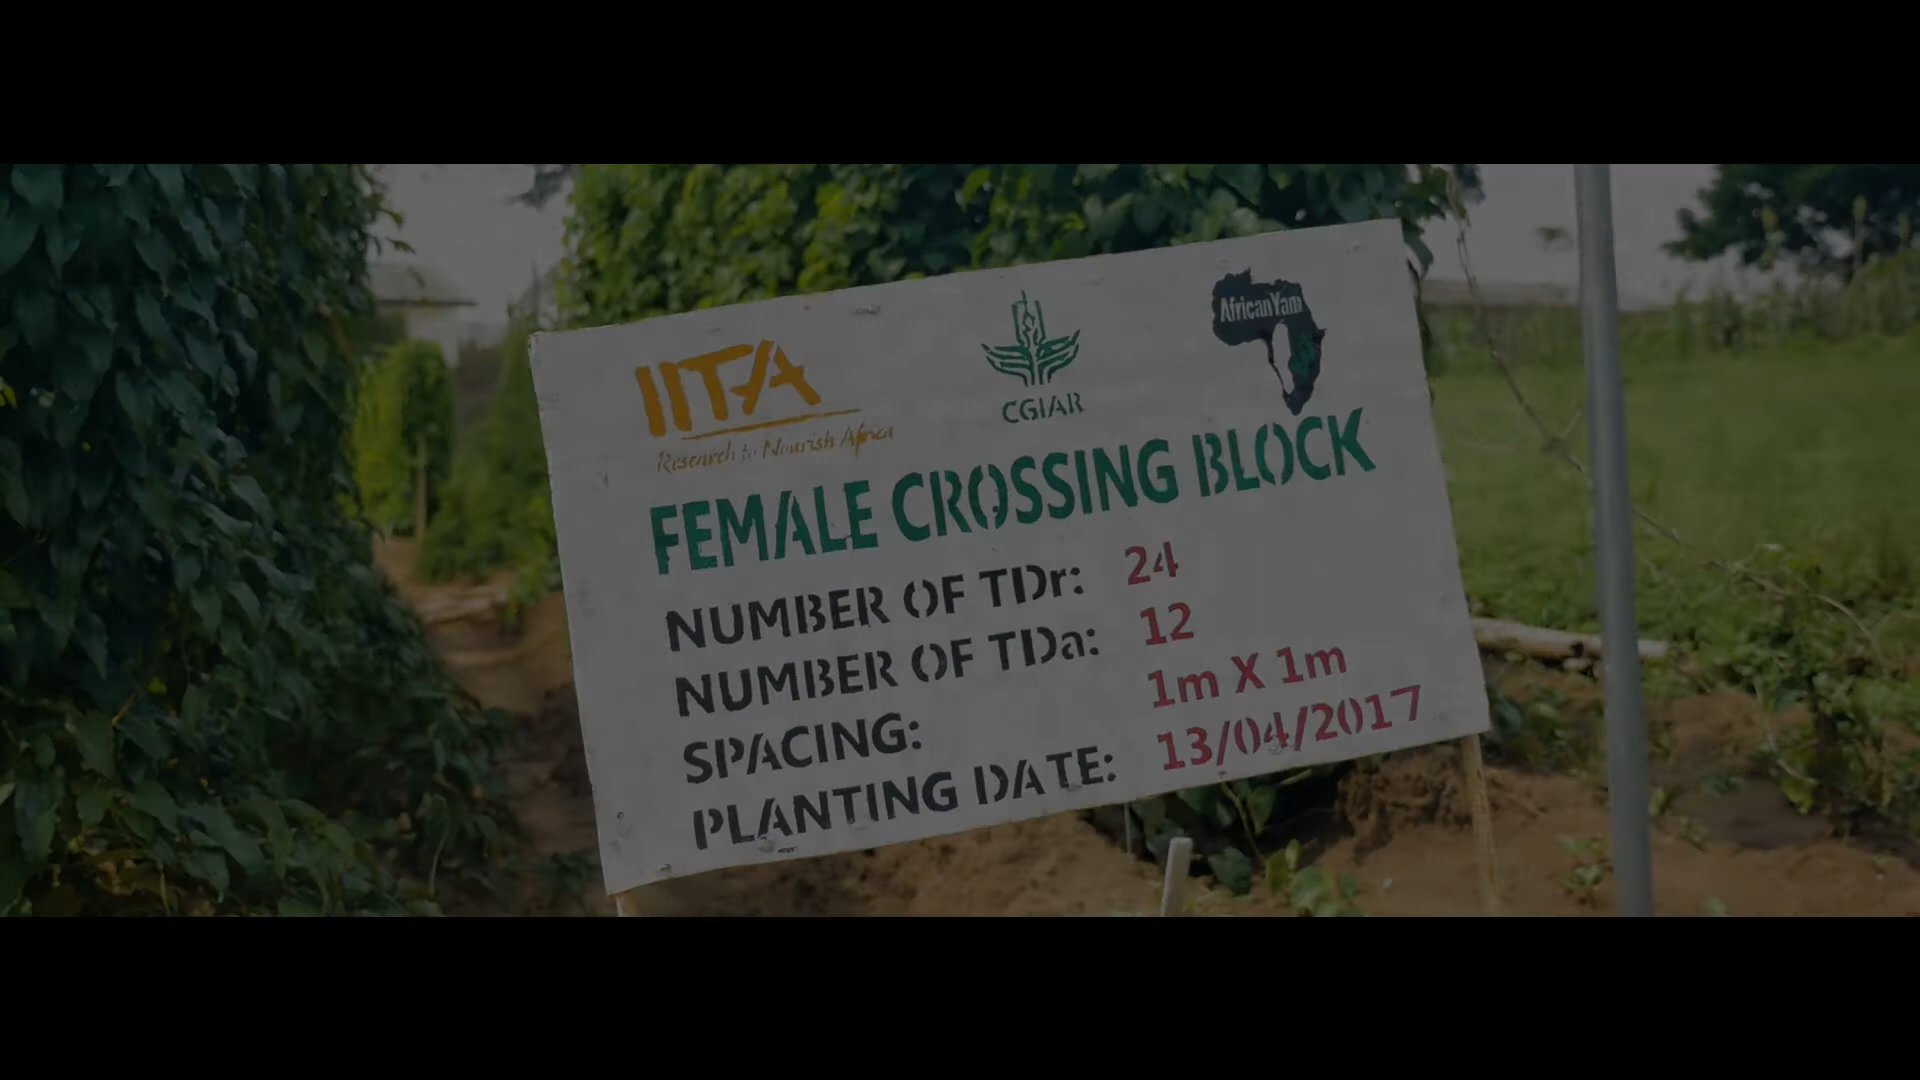 IITA
Research to Nourish Africa
CGIAR
AfricanYam
FEMALE CROSSING BLOCK
NUMBER OF TDr: 24
NUMBER OF TDa: 12
SPACING: 1m X 1m
PLANTING DATE: 13/04/2017